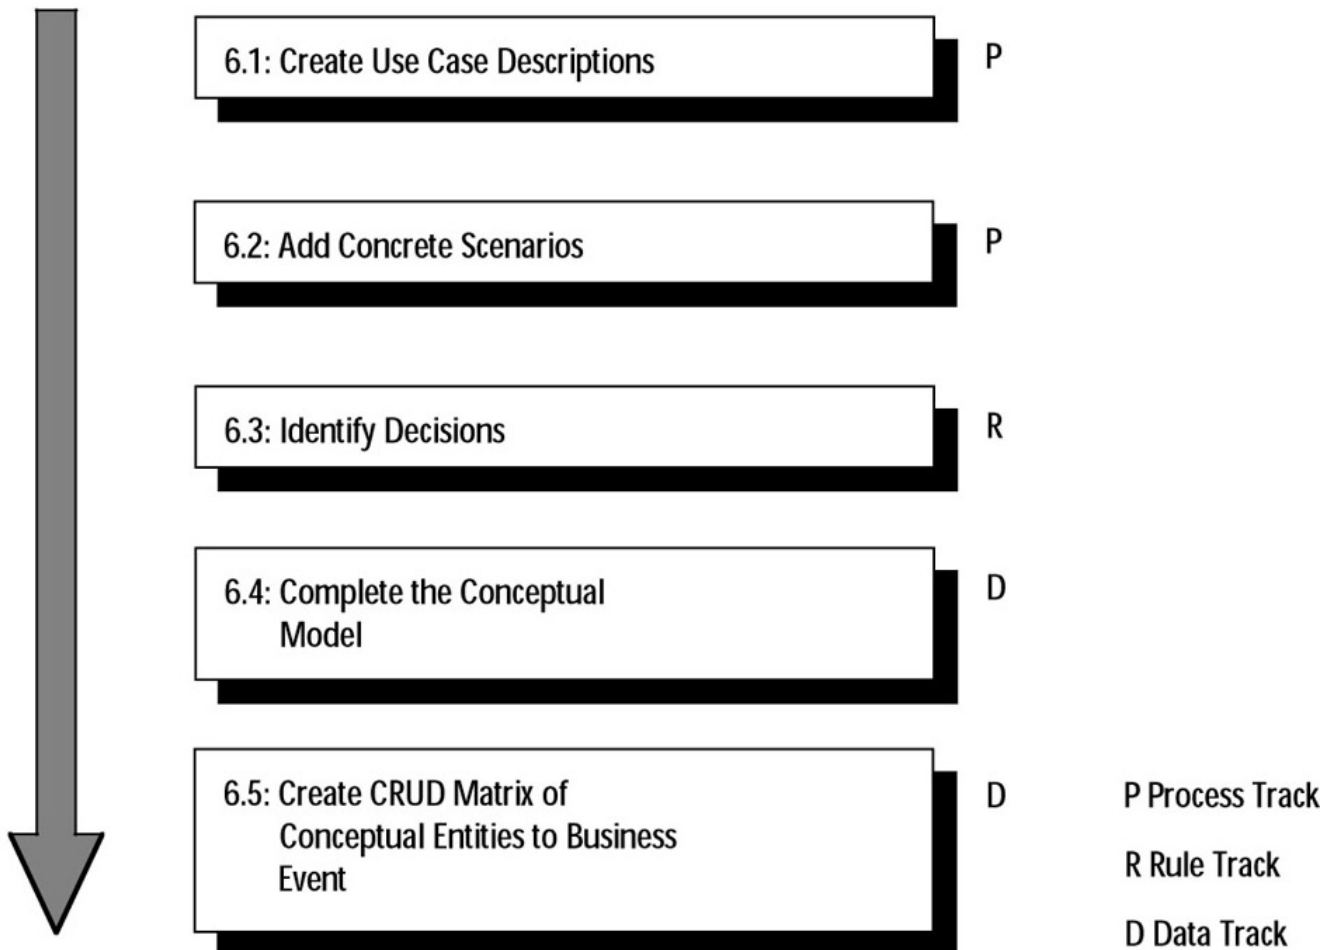 6.1: Create Use Case Descriptions
P
6.2: Add Concrete Scenarios
P
6.3: Identify Decisions
R
6.4: Complete the Conceptual
Model
D
6.5: Create CRUD Matrix of
Conceptual Entities to Business
Event
D
P Process Track
R Rule Track
D Data Track